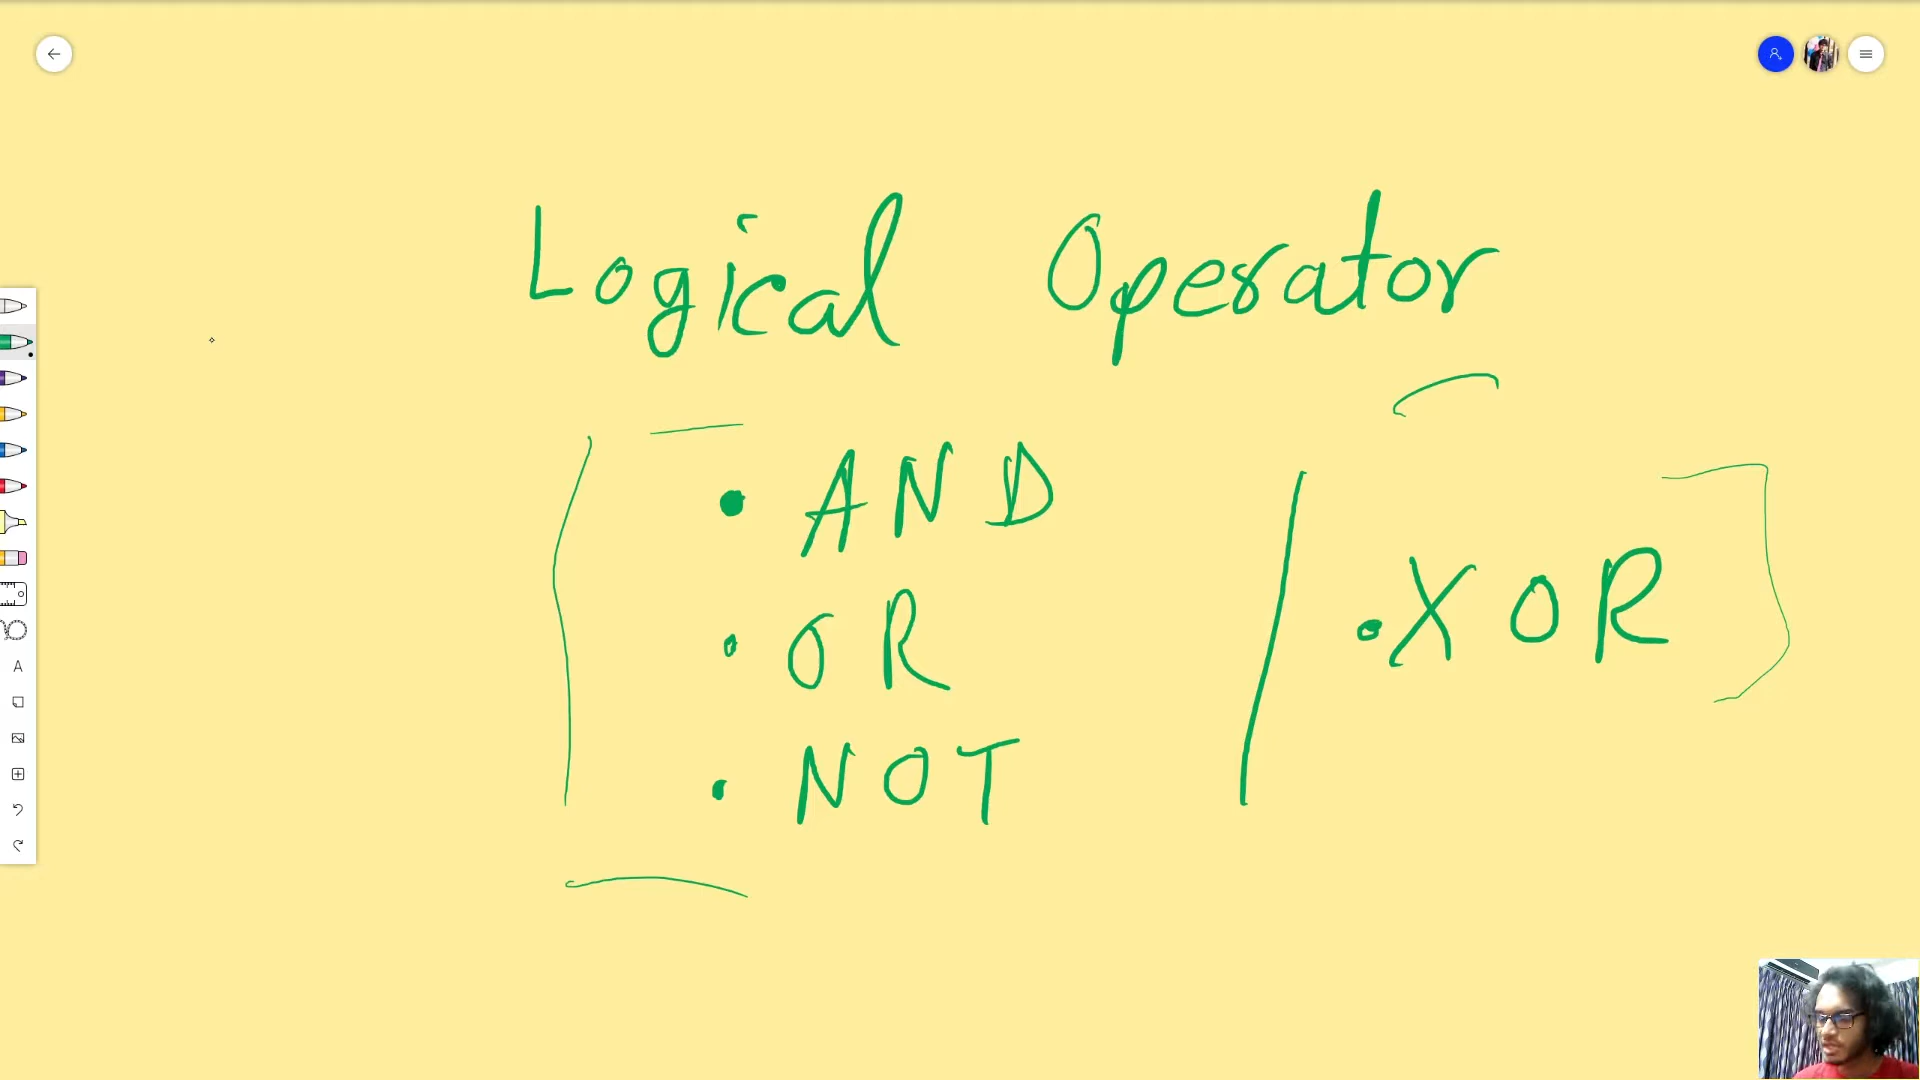 Logical Operator
• AND
• OR
• NOT
• XOR
A